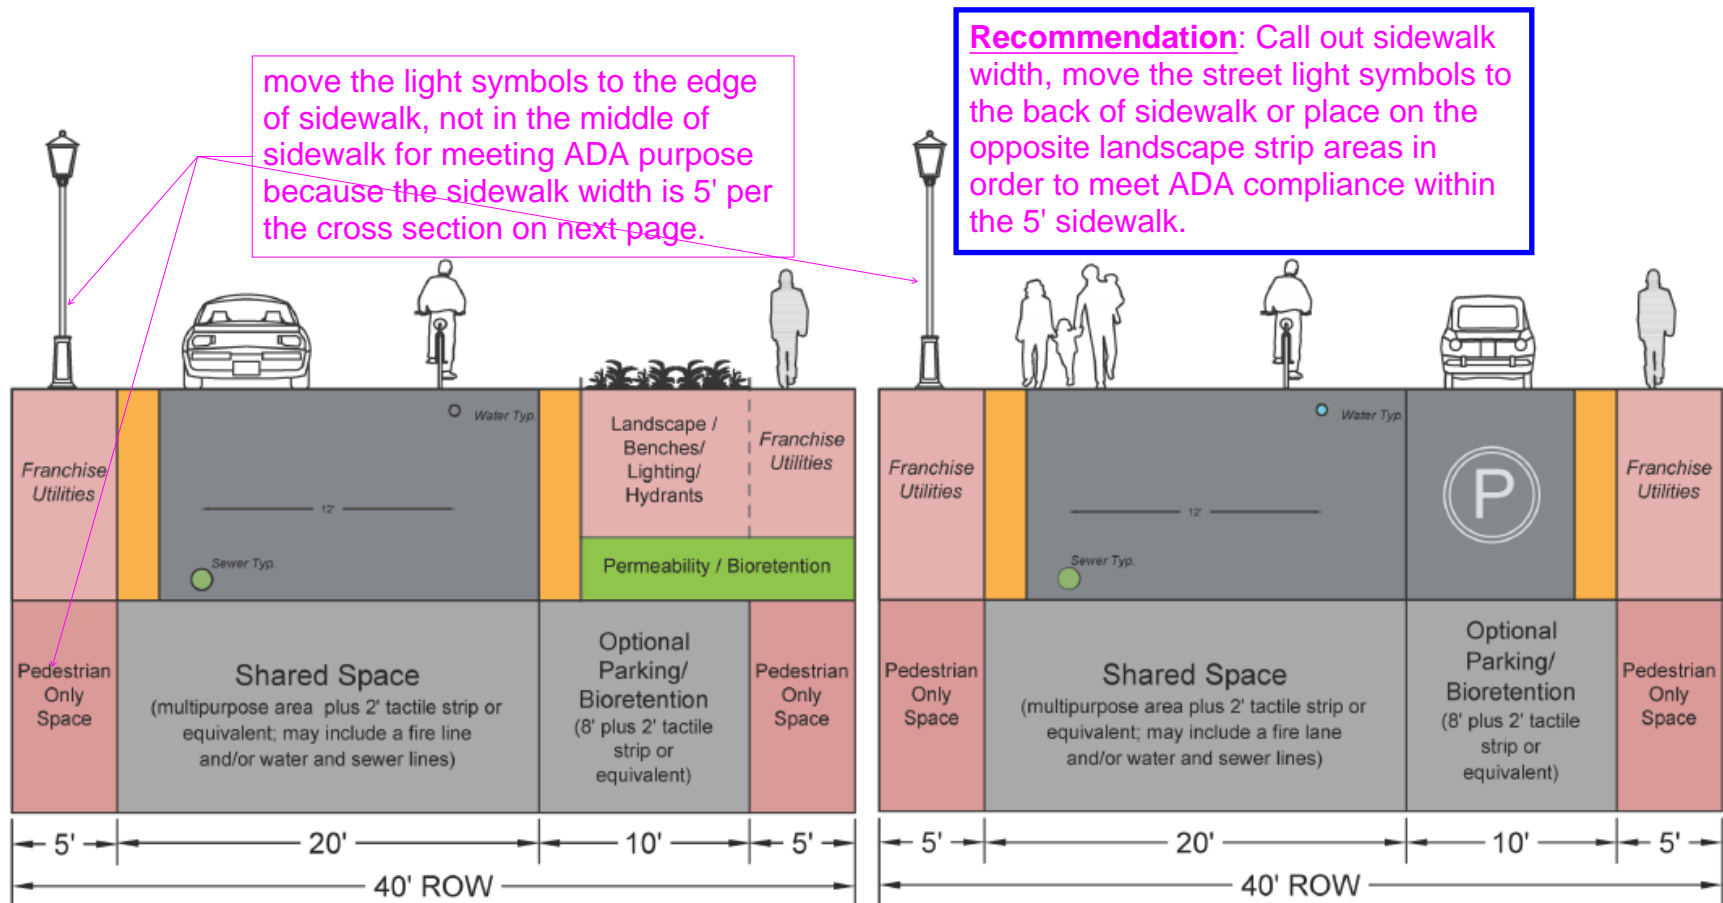 move the light symbols to the edge
of sidewalk, not in the middle of
sidewalk for meeting ADA purpose
because the sidewalk width is 5' per
the cross section on next page.
Recommendation: Call out sidewalk
width, move the street light symbols to
the back of sidewalk or place on the
opposite landscape strip areas in
order to meet ADA compliance within
the 5' sidewalk.
Franchise
Utilities
Water Typ.
12'
Sewer Typ.
Landscape /
Benches/
Lighting/
Hydrants
Franchise
Utilities
Permeability / Bioretention
Pedestrian
Only
Space
Shared Space
(multipurpose area plus 2' tactile strip or
equivalent; may include a fire line
and/or water and sewer lines)
Optional
Parking/
Bioretention
(8' plus 2' tactile
strip or
equivalent)
Pedestrian
Only
Space
5'
20'
10'
5'
40' ROW
Franchise
Utilities
Water Typ.
12'
Sewer Typ.
P
Franchise
Utilities
Pedestrian
Only
Space
Shared Space
(multipurpose area plus 2' tactile strip or
equivalent; may include a fire lane
and/or water and sewer lines)
Optional
Parking/
Bioretention
(8' plus 2' tactile
strip or
equivalent)
Pedestrian
Only
Space
5'
20'
10'
5'
40' ROW